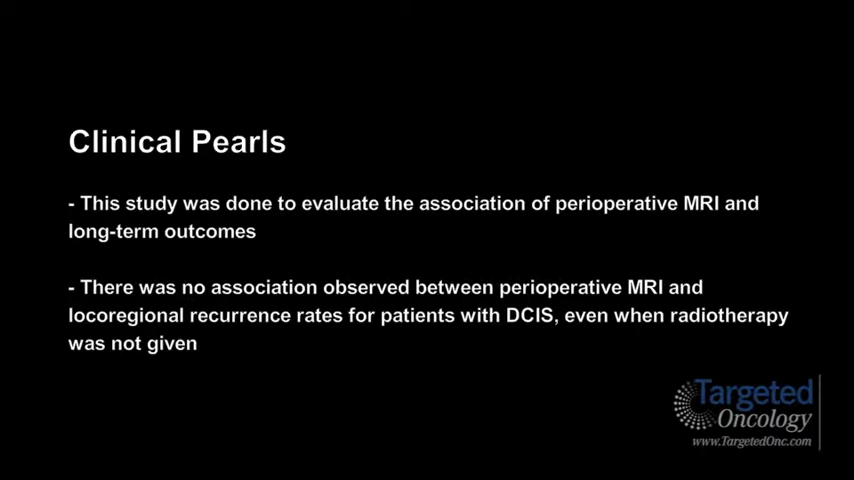 Clinical Pearls
- This study was done to evaluate the association of perioperative MRI and
long-term outcomes
- There was no association observed between perioperative MRI and
locoregional recurrence rates for patients with DCIS, even when radiotherapy
was not given
Targeted
Oncology
www.TargetedOnc.com